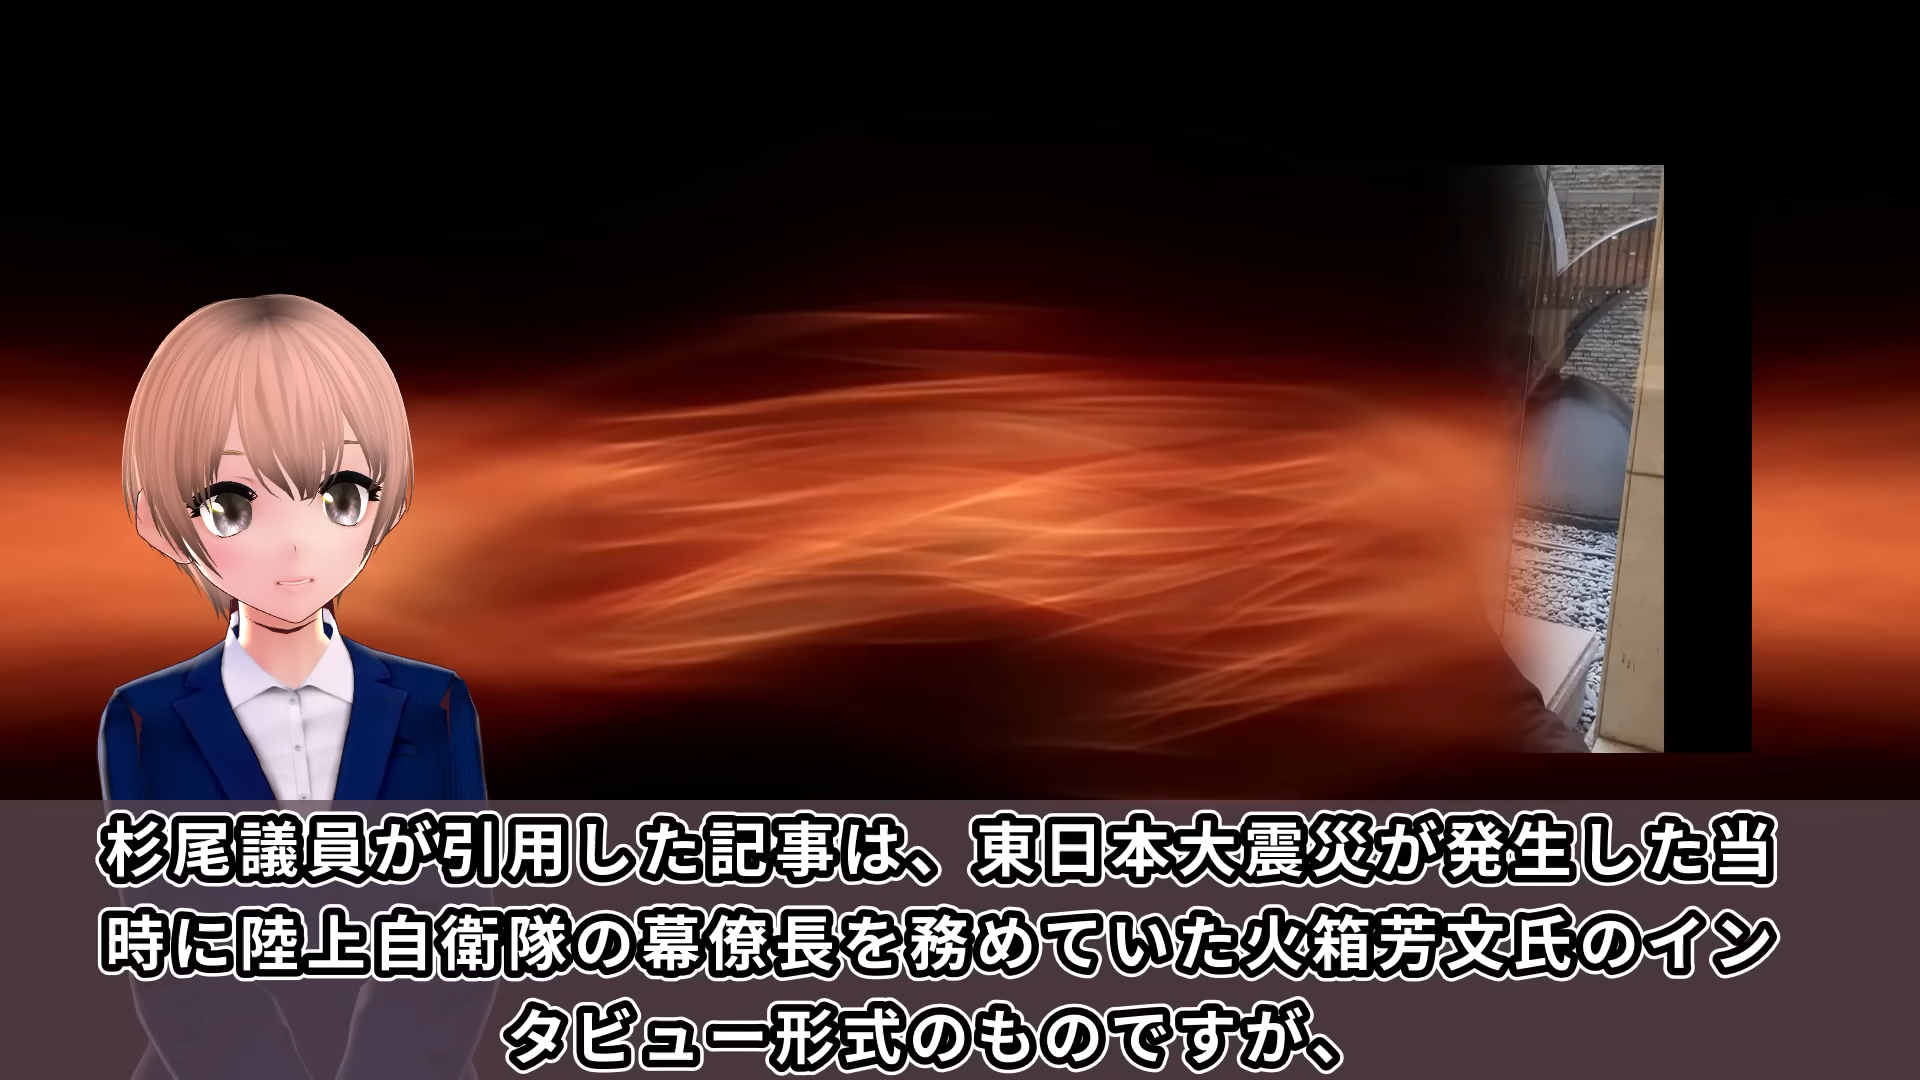 杉尾議員が引用した記事は、東日本大震災が発生した当
時に陸上自衛隊の幕僚長を務めていた火箱芳文氏のイン
タビュー形式のものですが、